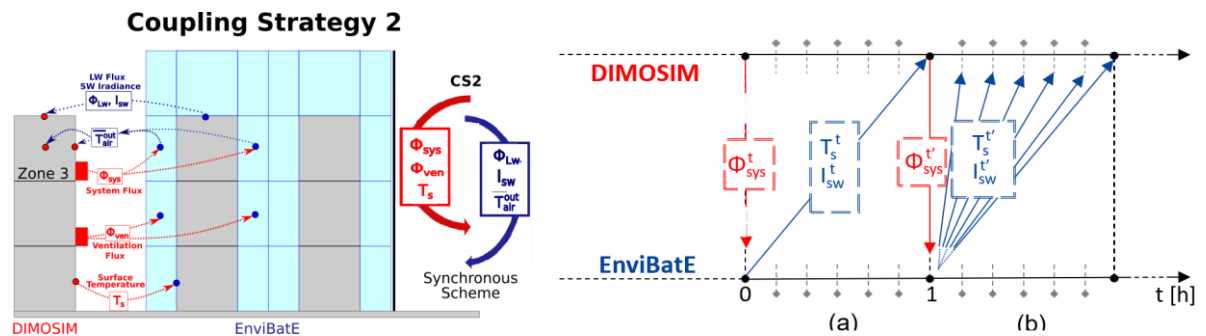 Coupling Strategy 2
LW Flux
SW Irradiance
Φ_Lw, I_sw
T̅_air^out
Zone 3
Φ_sys
System Flux
Φ_ven
Ventilation
Flux
Surface
Temperature
T_s
DIMOSIM
EnviBatE
CS2
Φ_sys
Φ_ven
T_s
Φ_Lw,
I_sw
T̅_air^out
Synchronous
Scheme
DIMOSIM
Φ_sys^t
T_s^t
I_sw^t
Φ_sys^t'
T_s^t'
I_sw^t'
EnviBatE
0
1
t [h]
(a)
(b)